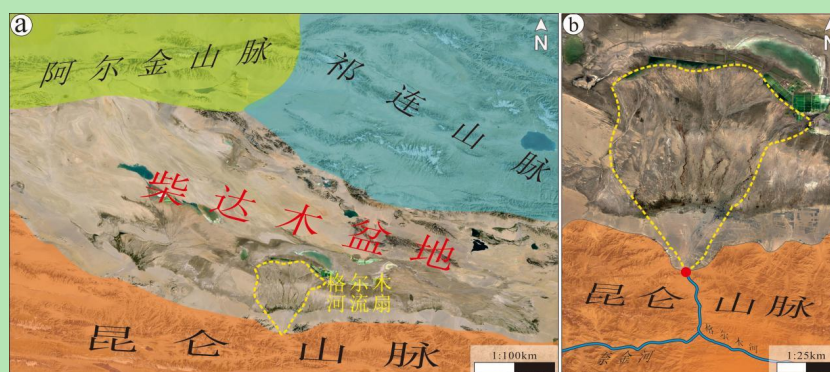 a
N
阿尔金山脉
祁连山脉
柴达木盆地
格尔木
河流扇
昆仑山脉
1:100km
b
N
昆仑山脉
格尔木河
奈金河
1:25km